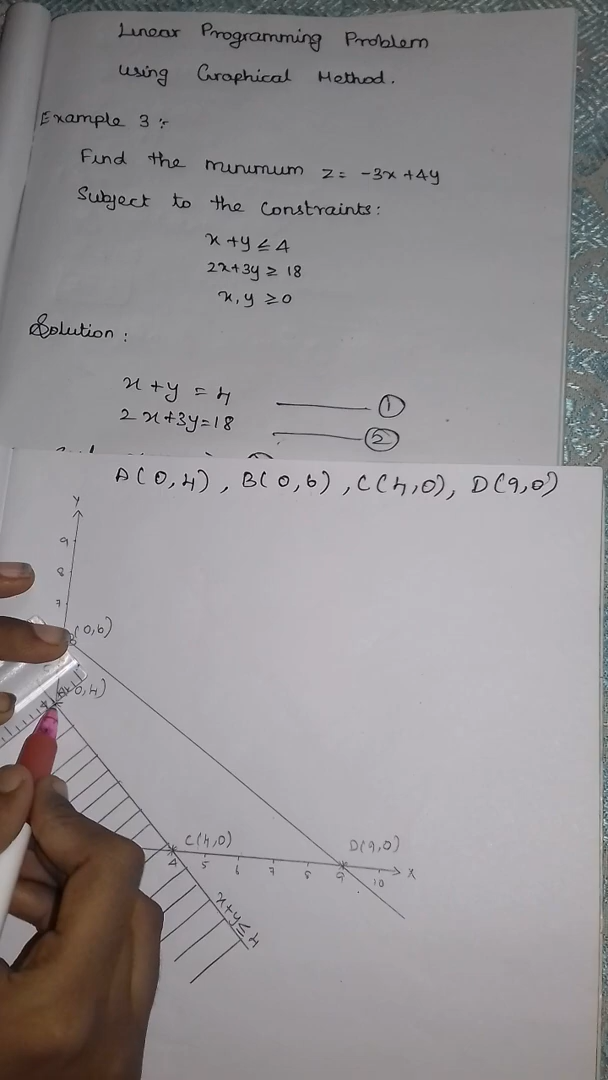 Linear Programming Problem
using Graphical Method.
Example 3 :-
Find the minimum z = -3x +4y
Subject to the constraints:
x +y ≤ 4
2x+3y ≥ 18
x, y ≥ 0
Solution :
x + y = 4 ①
2x+3y=18 ②
A(0,4), B(0,6), C(4,0), D(9,0)
Y
9
8
7
B(0,6)
A(0,4)
4
C(4,0)
D(9,0)
4 5 6 7 8 9 10 X
x+y≤4